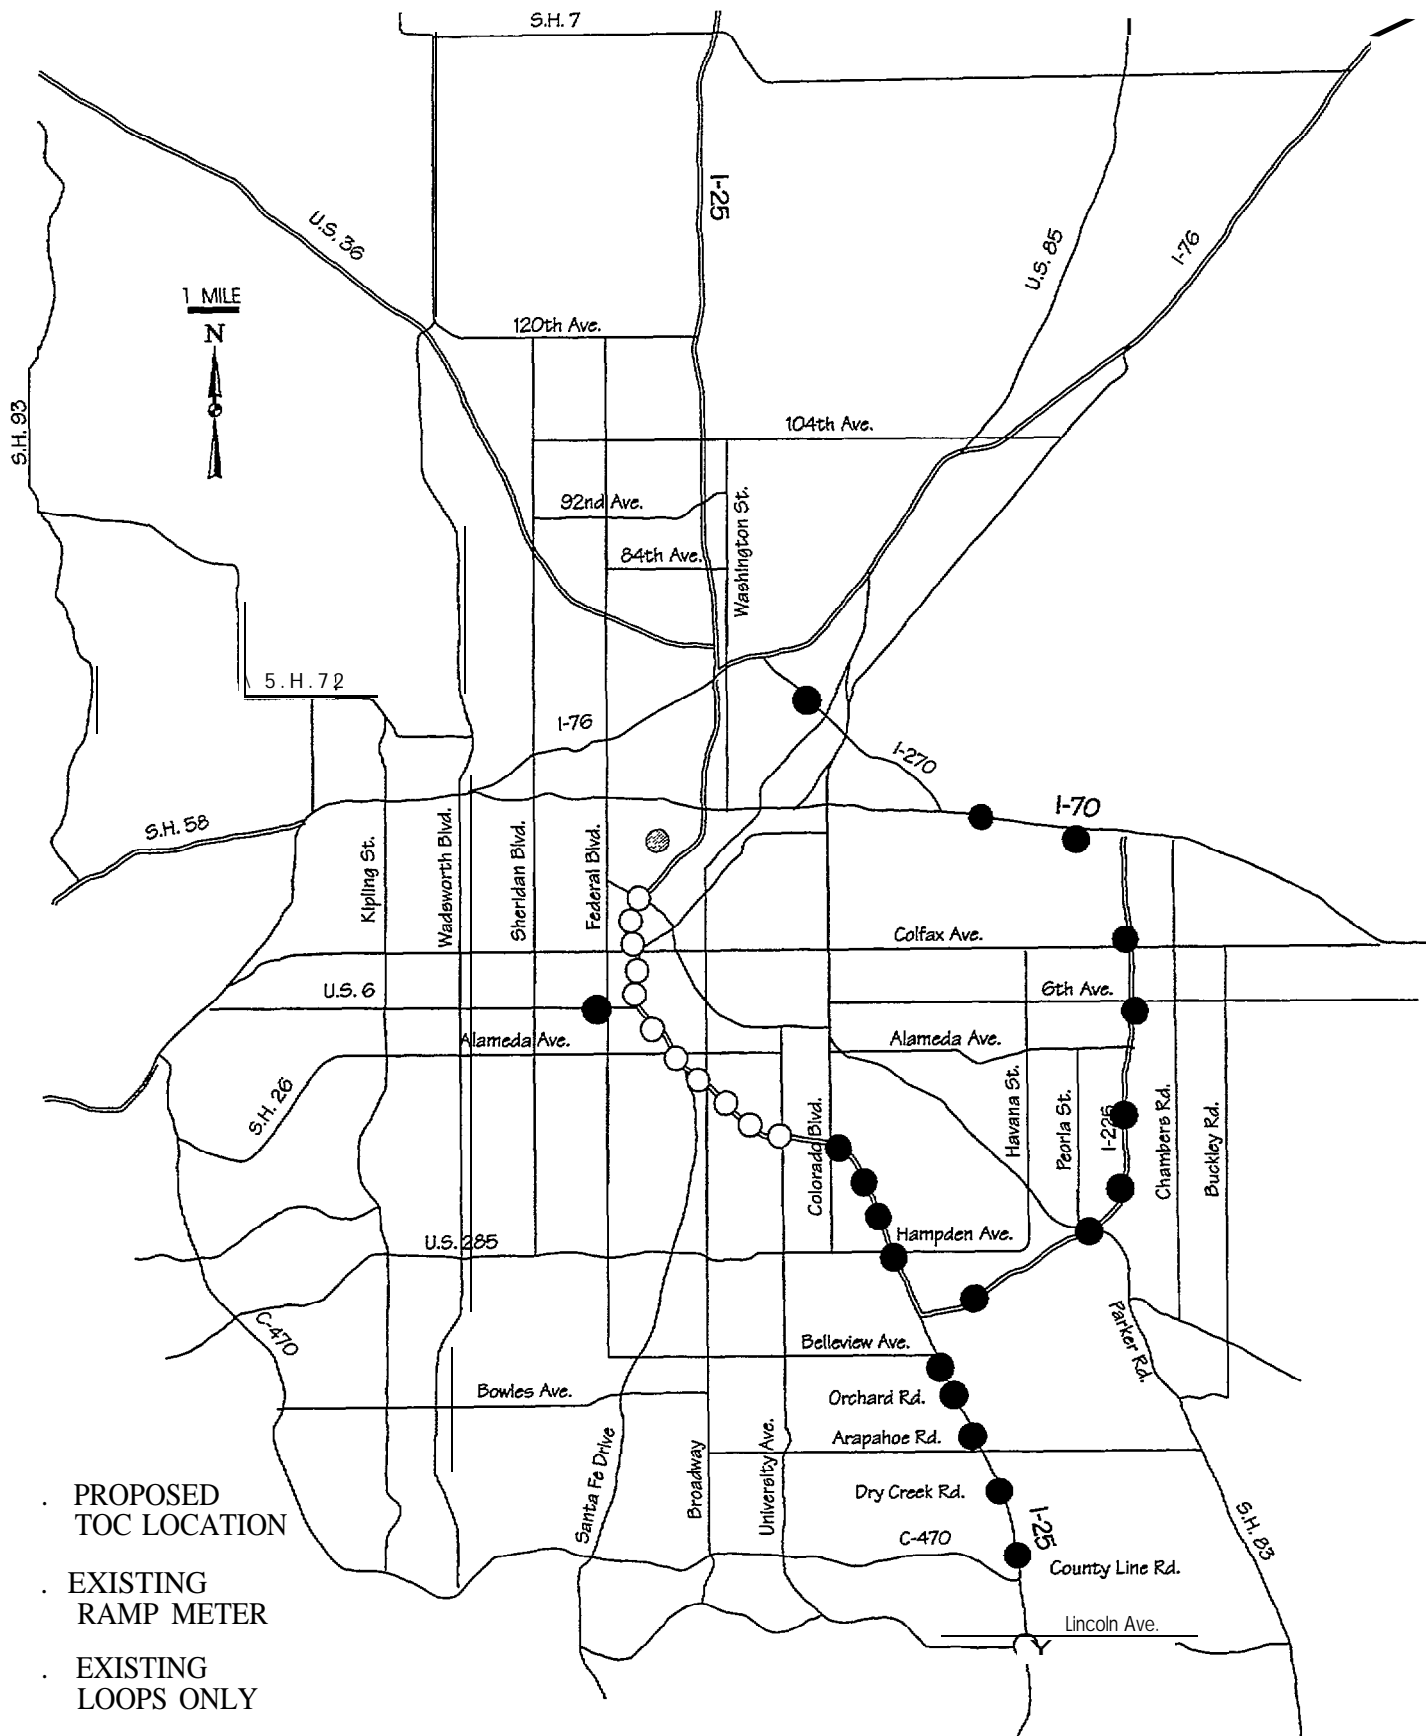 S.H. 7
I-25
U.S. 36
U.S. 85
I-76
1 MILE
N
120th Ave.
S.H. 93
104th Ave.
92nd Ave.
Washington St.
84th Ave.
5.H.72
I-76
I-270
I-70
S.H. 58
Kipling St.
Wadsworth Blvd.
Sheridan Blvd.
Federal Blvd.
Colfax Ave.
U.S. 6
6th Ave.
Alameda Ave.
Alameda Ave.
S.H. 26
Colorado Blvd.
Havana St.
Peoria St.
I-225
Chambers Rd.
Buckley Rd.
U.S. 285
Hampden Ave.
C-470
Parker Rd.
Belleview Ave.
Bowles Ave.
Orchard Rd.
Arapahoe Rd.
Santa Fe Drive
Broadway
University Ave.
Dry Creek Rd.
I-25
S.H. 83
C-470
County Line Rd.
Lincoln Ave.
. PROPOSED
TOC LOCATION
. EXISTING
RAMP METER
. EXISTING
LOOPS ONLY